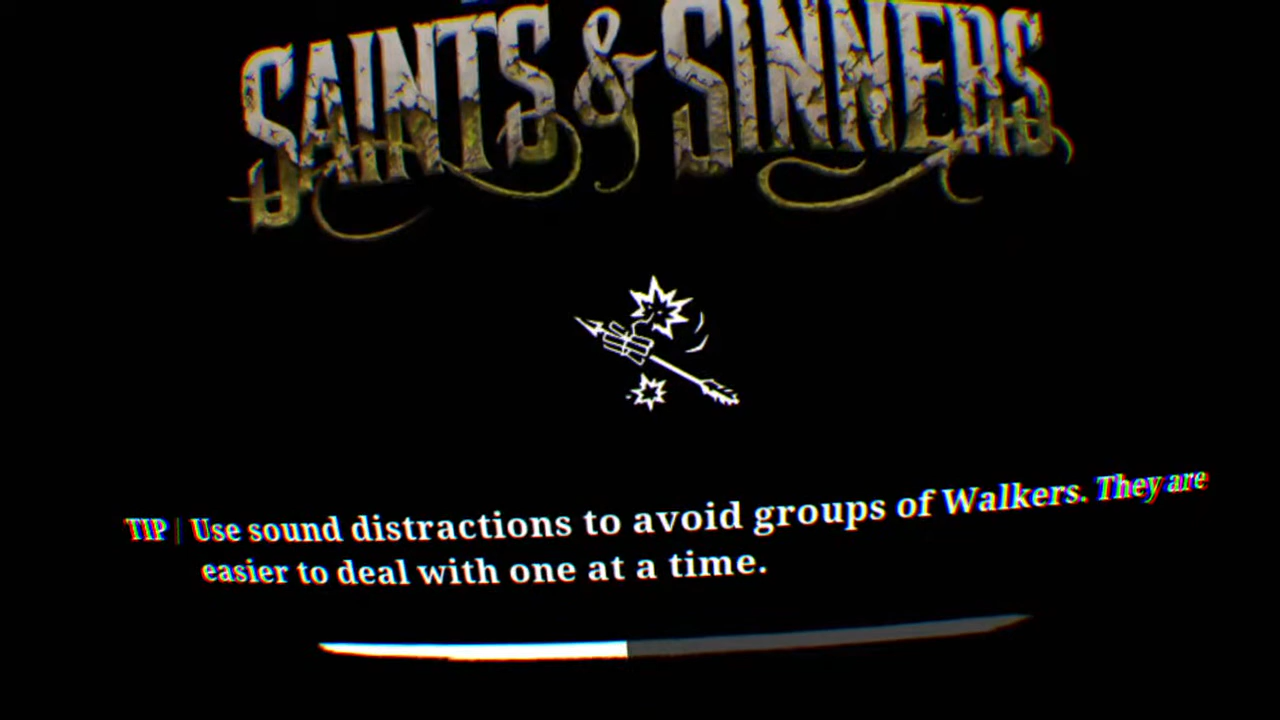 SAINTS & SINNERS
TIP | Use sound distractions to avoid groups of Walkers. They are
easier to deal with one at a time.